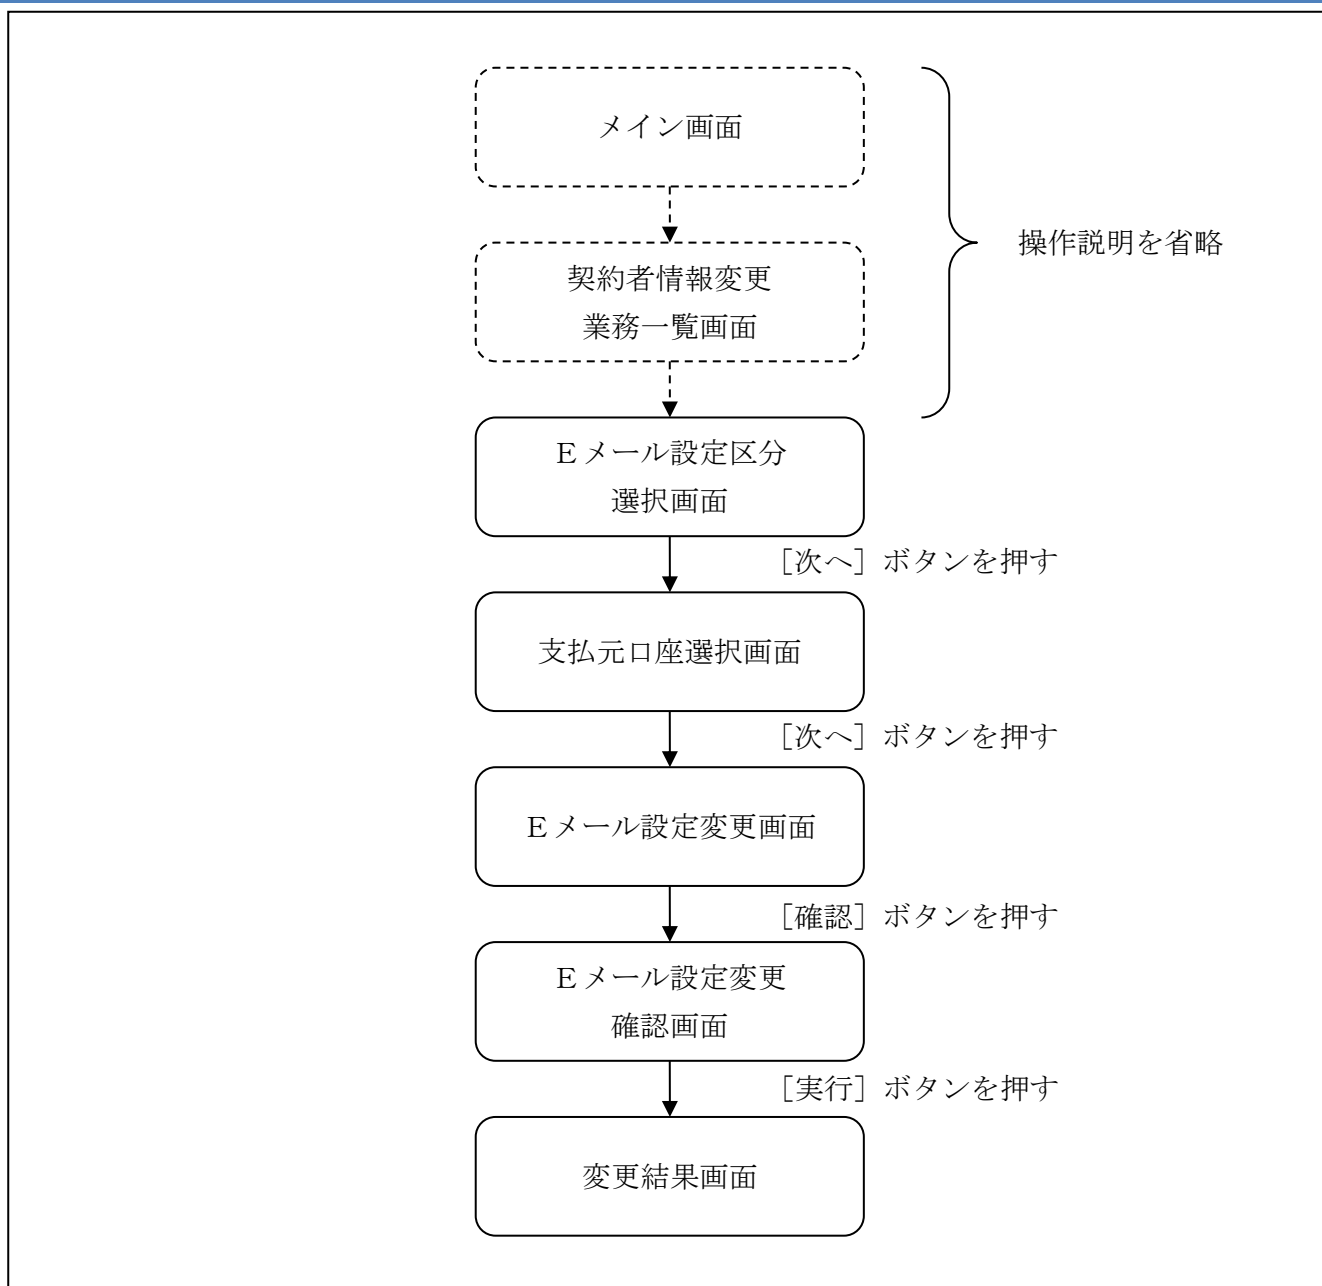 メイン画面
操作説明を省略
契約者情報変更
業務一覧画面
Ｅメール設定区分
選択画面
［次へ］ボタンを押す
支払元口座選択画面
［次へ］ボタンを押す
Ｅメール設定変更画面
［確認］ボタンを押す
Ｅメール設定変更
確認画面
［実行］ボタンを押す
変更結果画面